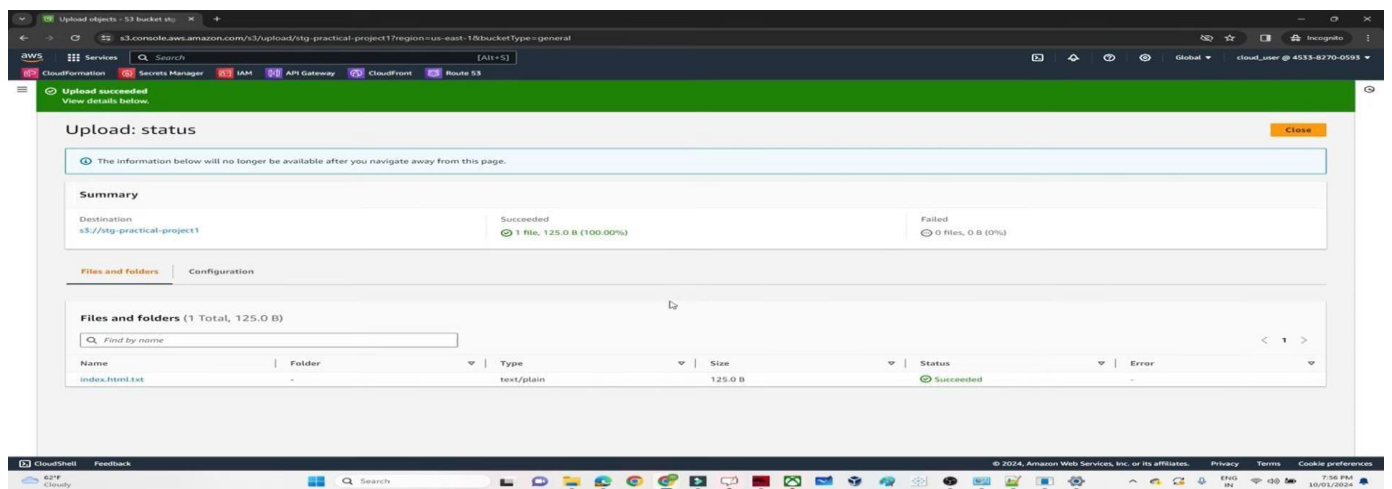 Upload objects - S3 bucket stg-
s3.console.aws.amazon.com/s3/upload/stg-practical-project1?region=us-east-1&bucketType=general
Incognito
aws
Services
Search
[Alt+S]
Global
cloud_user @ 4533-8270-0593
CloudFormation
Secrets Manager
IAM
API Gateway
CloudFront
Route 53
Upload succeeded
View details below.
Upload: status
Close
The information below will no longer be available after you navigate away from this page.
Summary
Destination
s3://stg-practical-project1
Succeeded
1 file, 125.0 B (100.00%)
Failed
0 files, 0 B (0%)
Files and folders
Configuration
Files and folders (1 Total, 125.0 B)
Find by name
< 1 >
Name
Folder
Type
Size
Status
Error
index.html.txt
-
text/plain
125.0 B
Succeeded
-
CloudShell
Feedback
© 2024, Amazon Web Services, Inc. or its affiliates.
Privacy
Terms
Cookie preferences
62°F
Cloudy
Search
ENG
IN
7:56 PM
10/01/2024